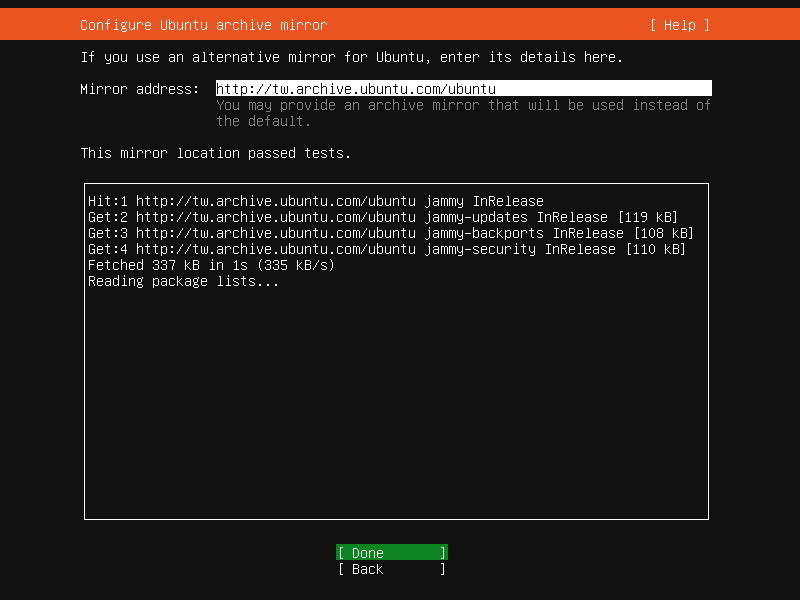 Configure Ubuntu archive mirror [ Help ]
If you use an alternative mirror for Ubuntu, enter its details here.
Mirror address: http://tw.archive.ubuntu.com/ubuntu
You may provide an archive mirror that will be used instead of
the default.
This mirror location passed tests.
Hit:1 http://tw.archive.ubuntu.com/ubuntu jammy InRelease
Get:2 http://tw.archive.ubuntu.com/ubuntu jammy-updates InRelease [119 kB]
Get:3 http://tw.archive.ubuntu.com/ubuntu jammy-backports InRelease [108 kB]
Get:4 http://tw.archive.ubuntu.com/ubuntu jammy-security InRelease [110 kB]
Fetched 337 kB in 1s (335 kB/s)
Reading package lists...
[ Done ]
[ Back ]